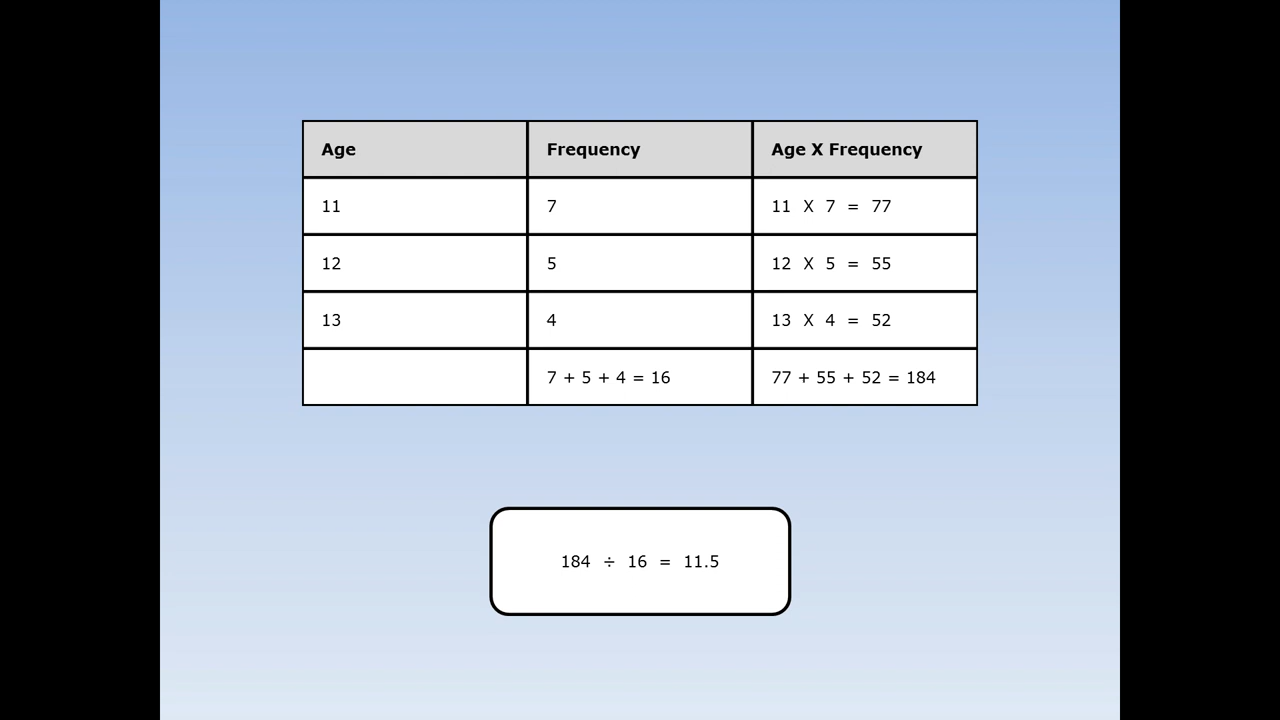 Age Frequency Age X Frequency
11 7 11 X 7 = 77
12 5 12 X 5 = 55
13 4 13 X 4 = 52
7 + 5 + 4 = 16 77 + 55 + 52 = 184
184 ÷ 16 = 11.5